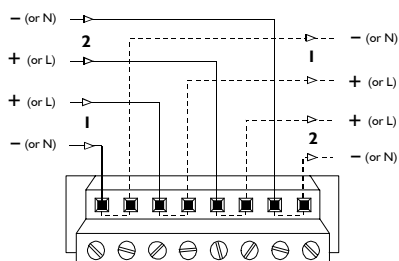 – (or N)
2
+ (or L)
+ (or L)
1
– (or N)
– (or N)
1
+ (or L)
+ (or L)
2
– (or N)